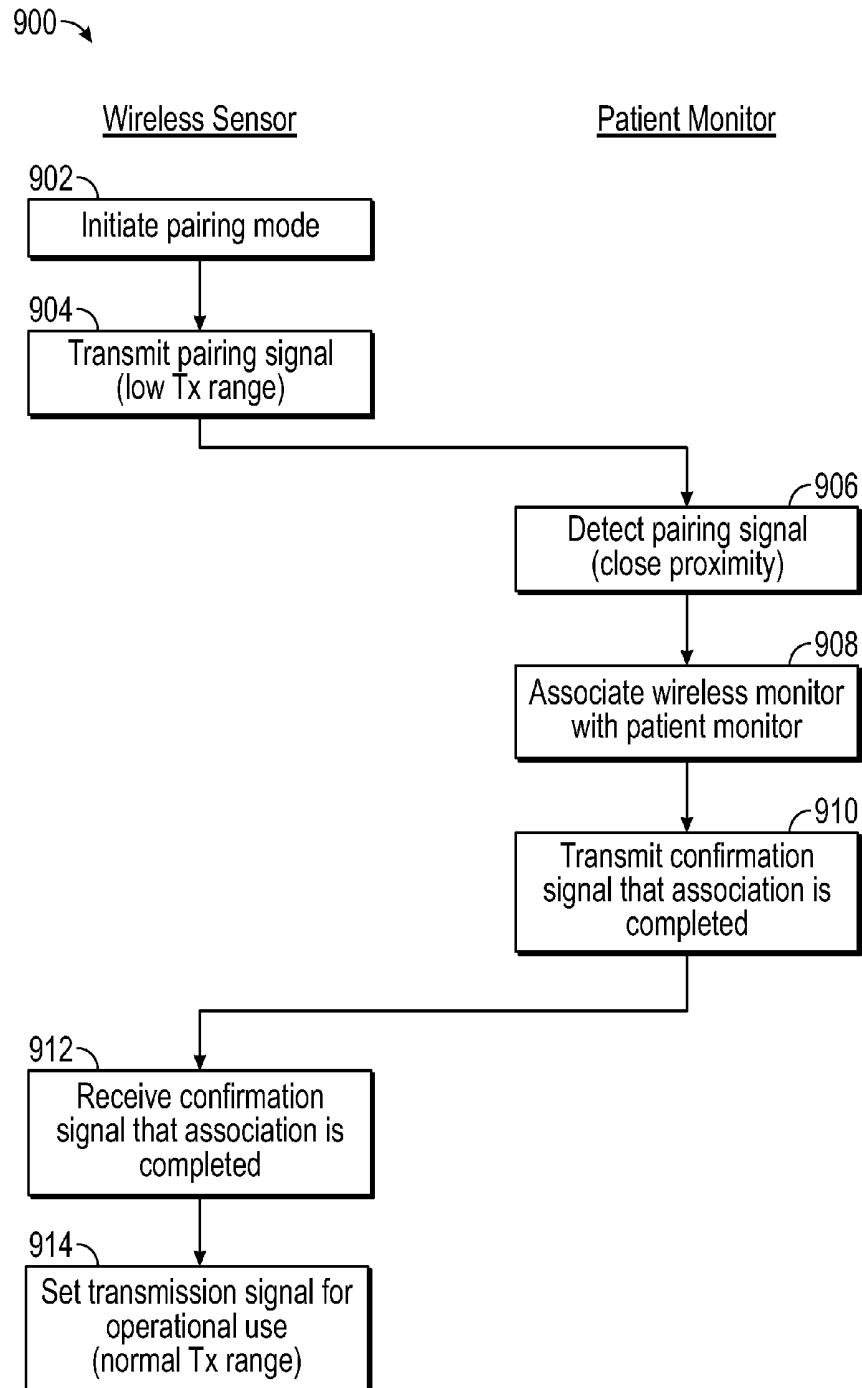 900
Wireless Sensor
Patient Monitor
902
Initiate pairing mode
904
Transmit pairing signal
(low Tx range)
906
Detect pairing signal
(close proximity)
908
Associate wireless monitor
with patient monitor
910
Transmit confirmation
signal that association is
completed
912
Receive confirmation
signal that association is
completed
914
Set transmission signal for
operational use
(normal Tx range)